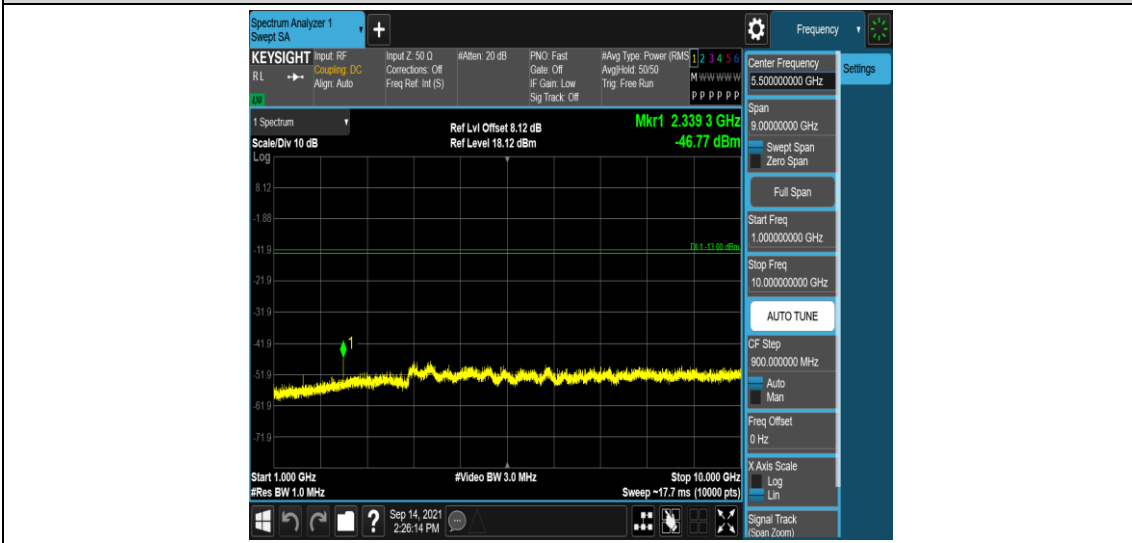 Spectrum Analyzer 1
Swept SA
+
Frequency
KEYSIGHT
RL
LXI
Input: RF
Coupling: DC
Align: Auto
Input Z: 50 Ω
Corrections: Off
Freq Ref: Int (S)
#Atten: 20 dB
PNO: Fast
Gate: Off
IF Gain: Low
Sig Track: Off
#Avg Type: Power (RMS
Avg|Hold: 50/50
Trig: Free Run
1 2 3 4 5 6
M W W W W W
P P P P P P
1 Spectrum
Scale/Div 10 dB
Ref Lvl Offset 8.12 dB
Ref Level 18.12 dBm
Mkr1 2.339 3 GHz
-46.77 dBm
Log
8.12
-1.88
-11.9
DL1 -13.00 dBm
-21.9
-31.9
-41.9
1
-51.9
-61.9
-71.9
Start 1.000 GHz
#Video BW 3.0 MHz
Stop 10.000 GHz
#Res BW 1.0 MHz
Sweep ~17.7 ms (10000 pts)
?
Sep 14, 2021
2:26:14 PM
Center Frequency
5.500000000 GHz
Settings
Span
9.00000000 GHz
Swept Span
Zero Span
Full Span
Start Freq
1.000000000 GHz
Stop Freq
10.000000000 GHz
AUTO TUNE
CF Step
900.000000 MHz
Auto
Man
Freq Offset
0 Hz
X Axis Scale
Log
Lin
Signal Track
(Span Zoom)